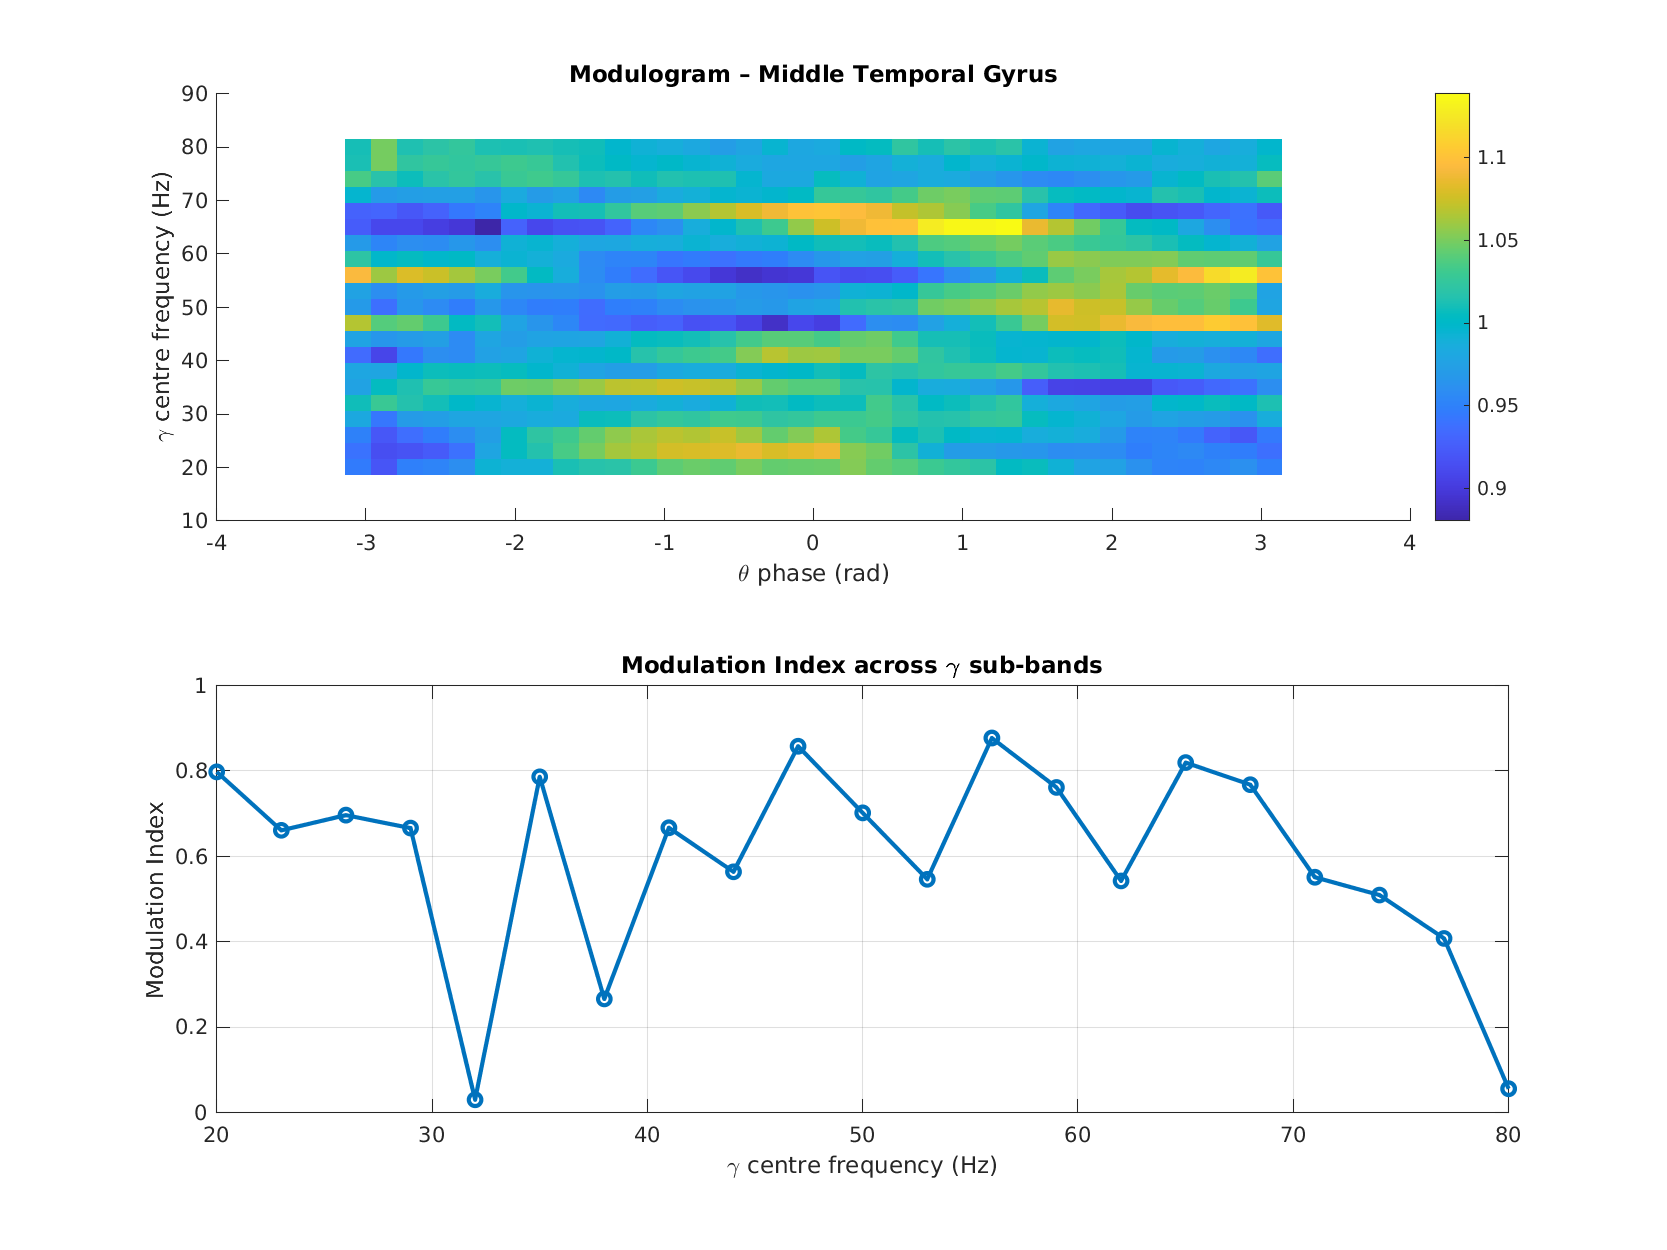 Modulogram – Middle Temporal Gyrus
90
80
70
60
50
40
30
20
10
γ centre frequency (Hz)
-4 -3 -2 -1 0 1 2 3 4
θ phase (rad)
1.1
1.05
1
0.95
0.9
Modulation Index across γ sub-bands
1
0.8
0.6
0.4
0.2
0
Modulation Index
20 30 40 50 60 70 80
γ centre frequency (Hz)